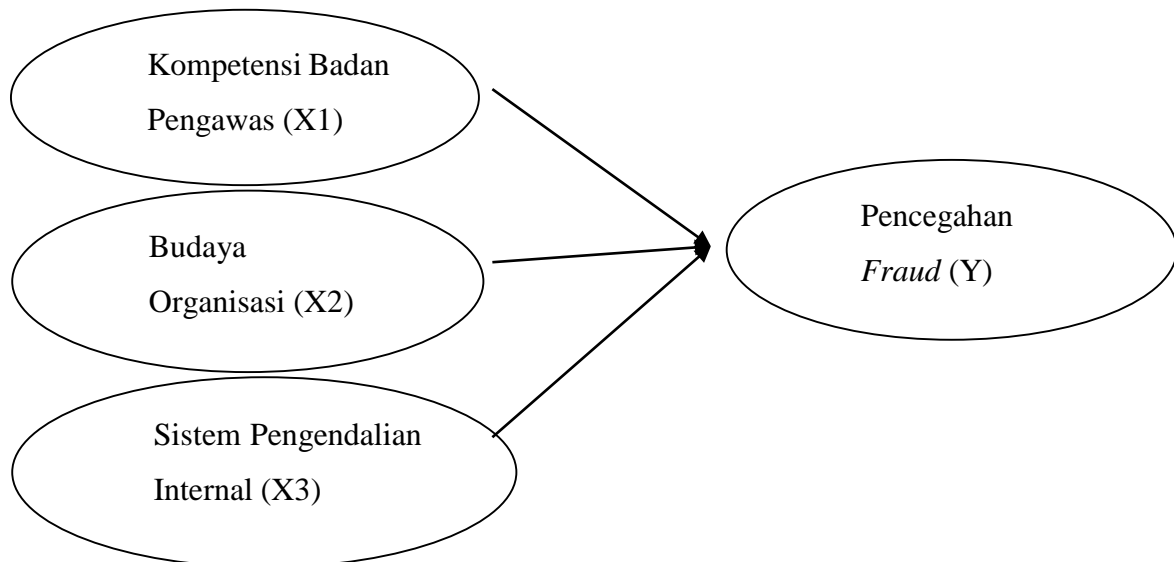 Kompetensi Badan
Pengawas (X1)
Budaya
Organisasi (X2)
Sistem Pengendalian
Internal (X3)
Pencegahan
Fraud (Y)